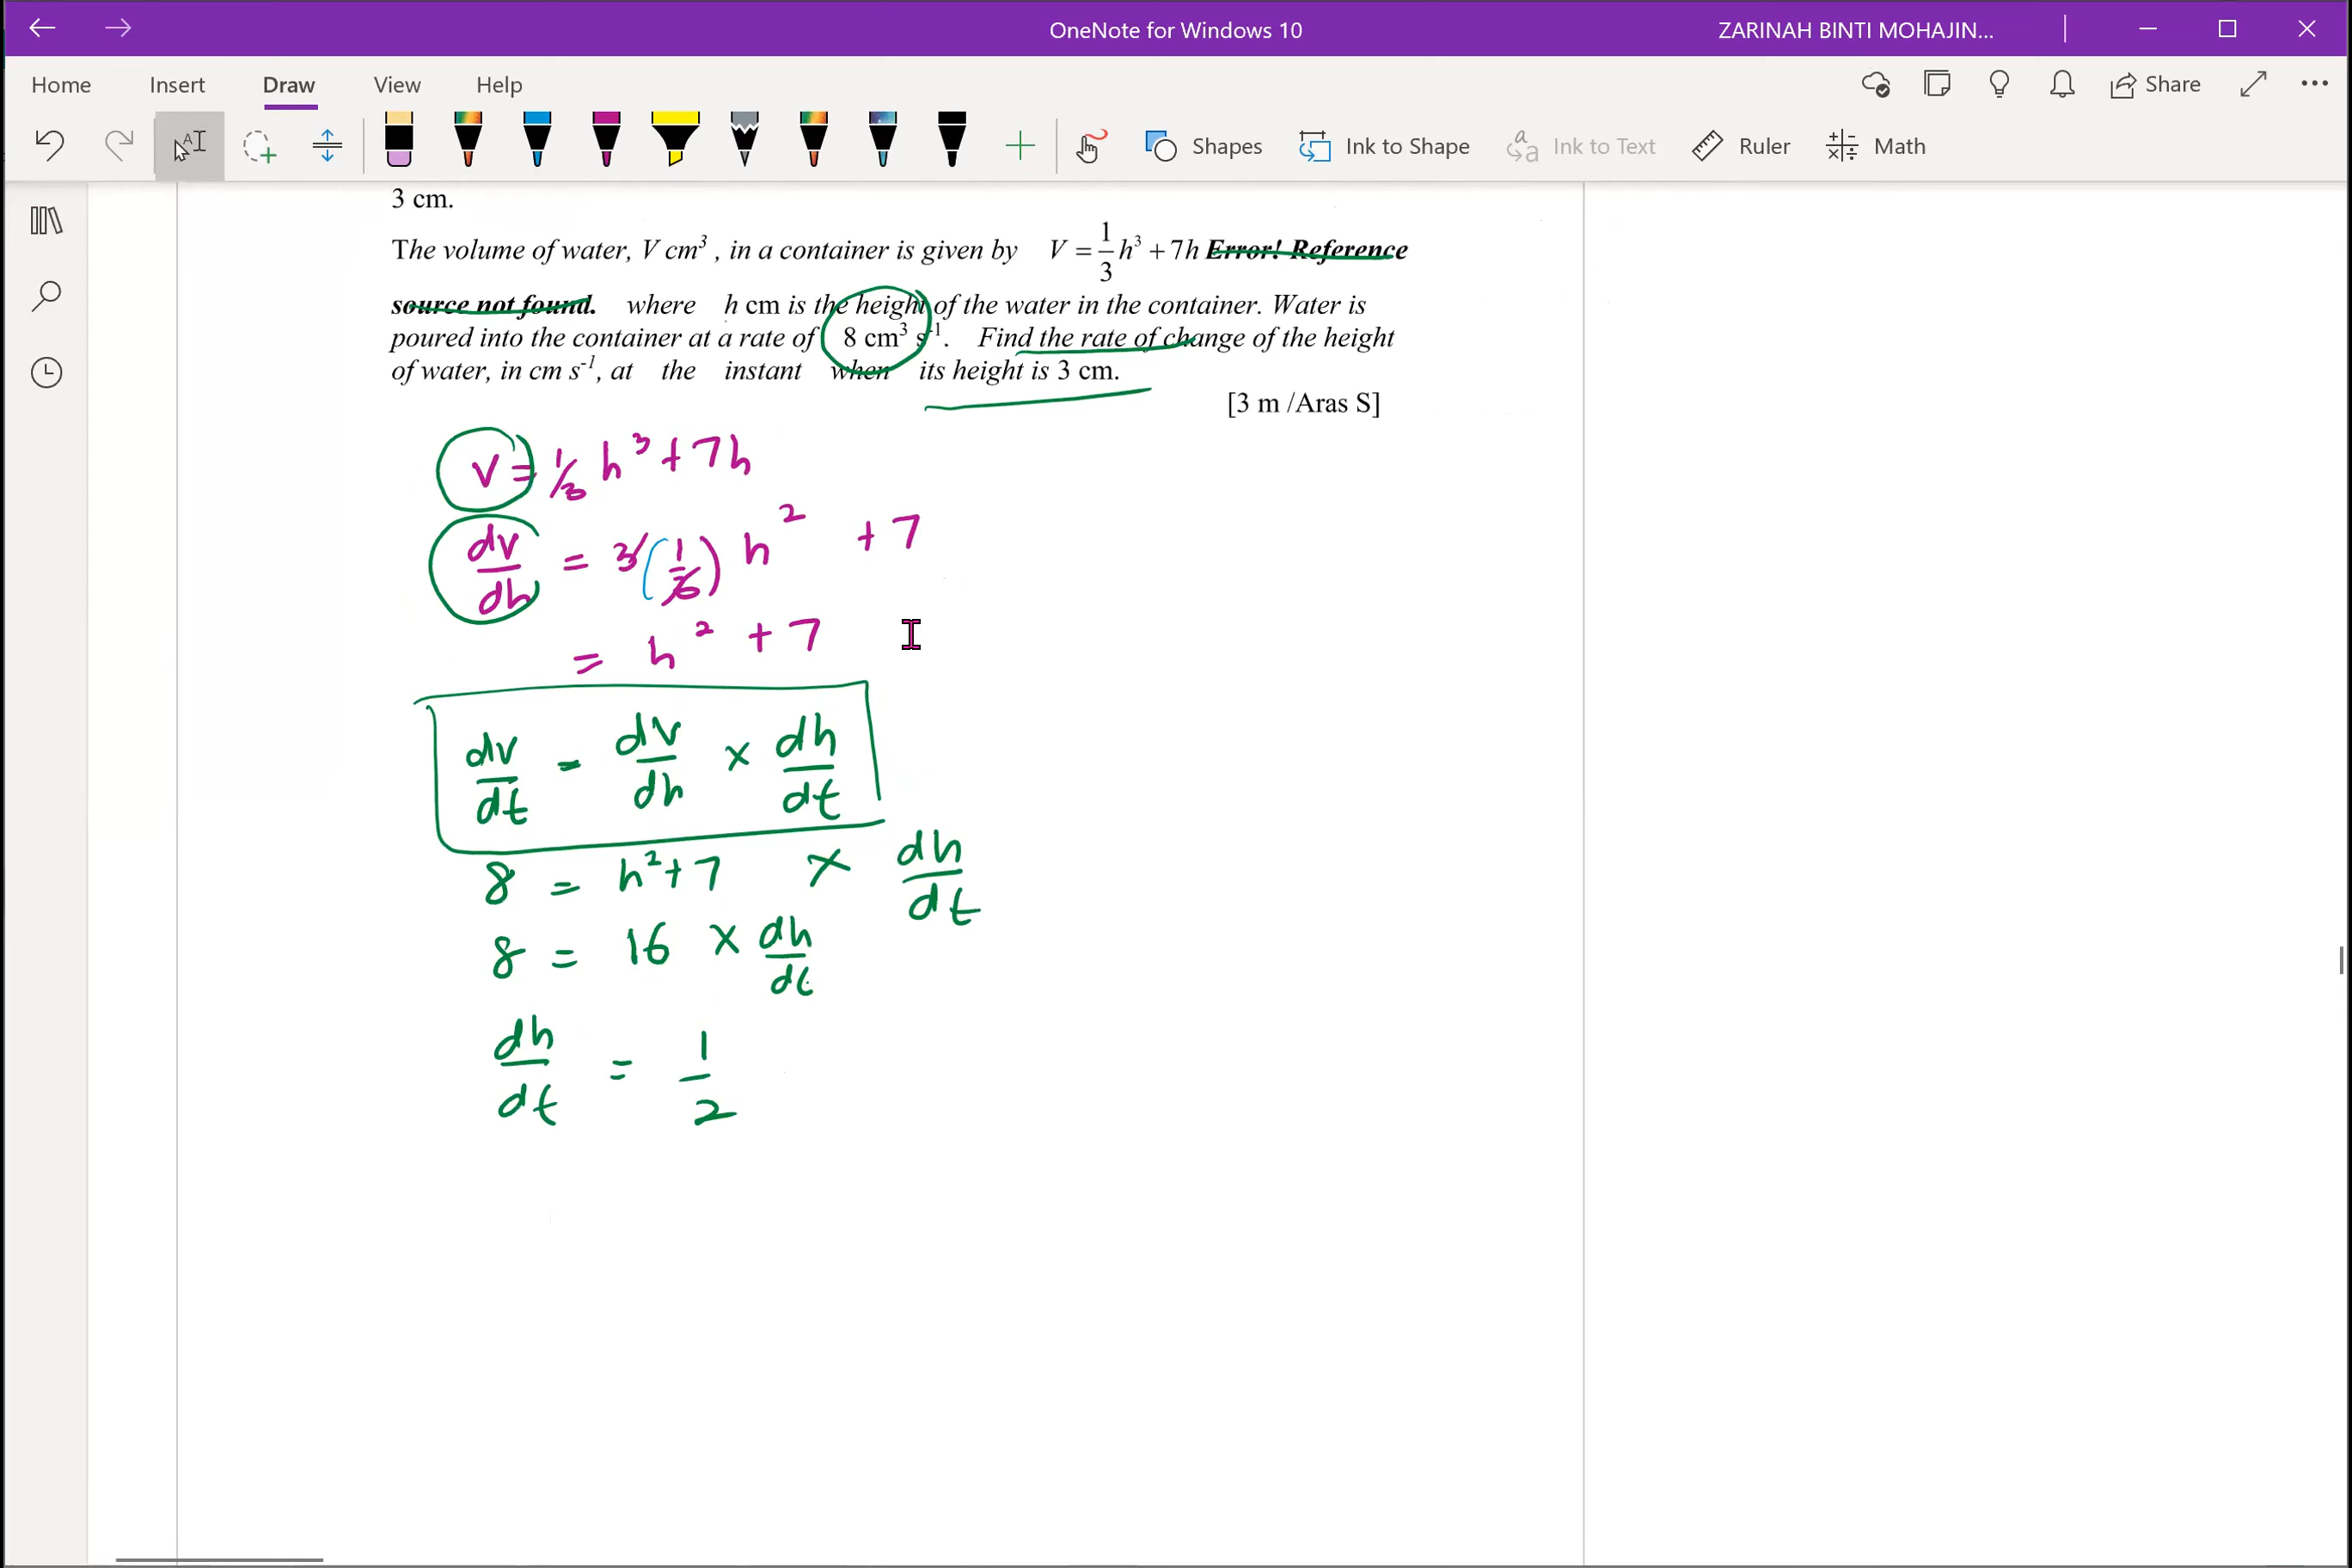 OneNote for Windows 10
ZARINAH BINTI MOHAJIN...
Home Insert Draw View Help
Share
Shapes Ink to Shape Ink to Text Ruler Math
3 cm.
The volume of water, V cm³ , in a container is given by V = 1/3 h³ + 7h Error! Reference
source not found. where h cm is the height of the water in the container. Water is
poured into the container at a rate of 8 cm³ s⁻¹. Find the rate of change of the height
of water, in cm s⁻¹, at the instant when its height is 3 cm.
[3 m /Aras S]
V = 1/3 h³ + 7h
dv/dh = 3(1/3) h² + 7
= h² + 7
dv/dt = dv/dh × dh/dt
8 = h² + 7 × dh/dt
8 = 16 × dh/dt
dh/dt = 1/2